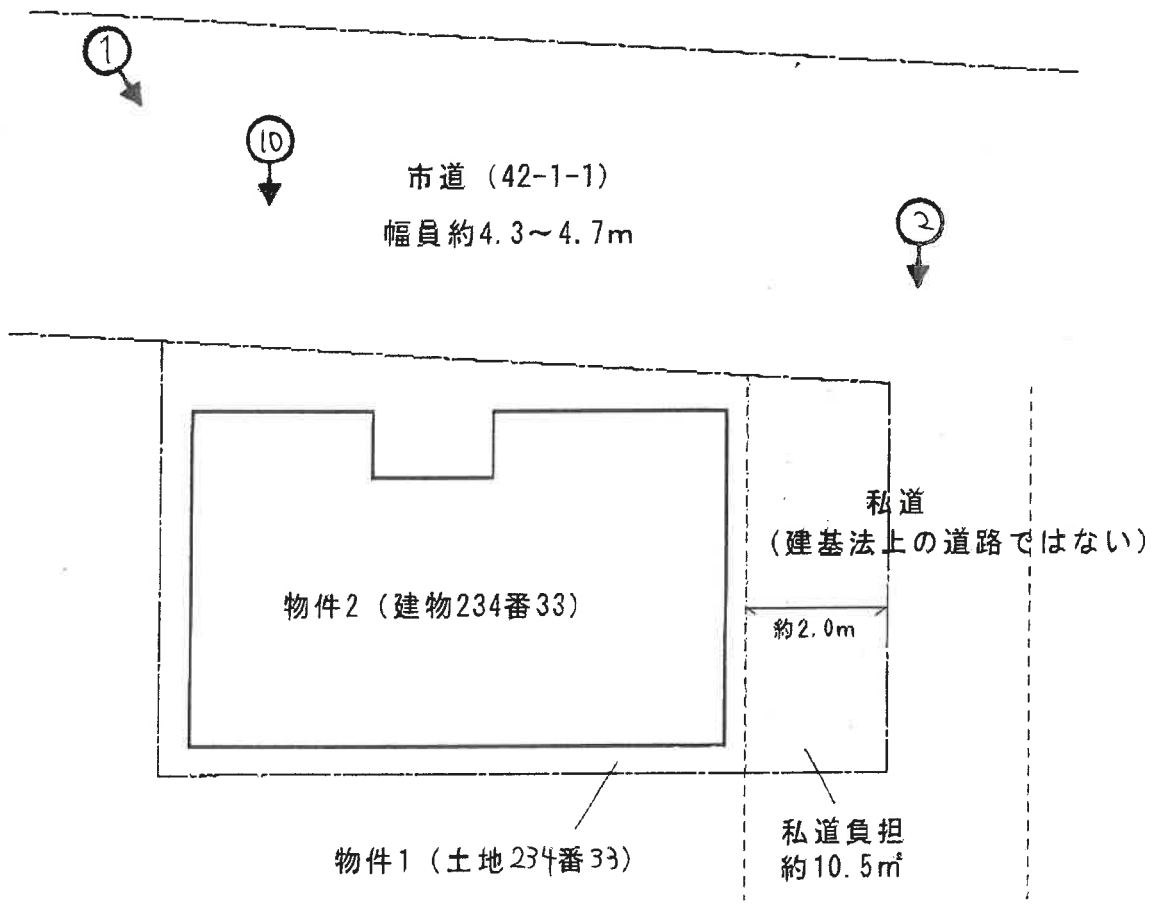 ①
⑩
市道（42-1-1）
幅員約4.3～4.7m
②
私道
（建基法上の道路ではない）
物件2（建物234番33）
約2.0m
物件1（土地234番33）
私道負担
約10.5㎡